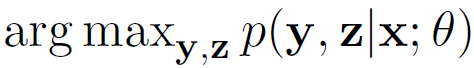 arg max_{y,z} p(y, z|x; θ)